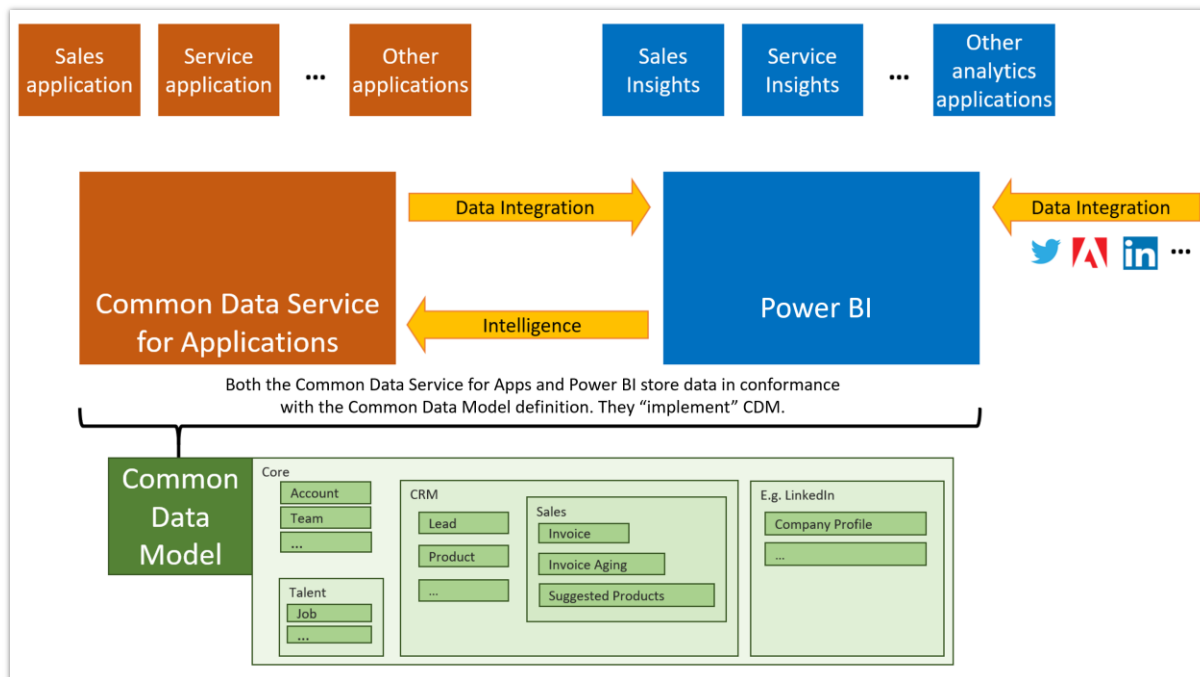 Sales
application
Service
application
...
Other
applications
Sales
Insights
Service
Insights
...
Other
analytics
applications
Data Integration
Data Integration
in
...
Common Data Service
for Applications
Power BI
Intelligence
Both the Common Data Service for Apps and Power BI store data in conformance
with the Common Data Model definition. They “implement” CDM.
Common
Data
Model
Core
Account
Team
...
Talent
Job
...
CRM
Lead
Product
...
Sales
Invoice
Invoice Aging
Suggested Products
E.g. LinkedIn
Company Profile
...